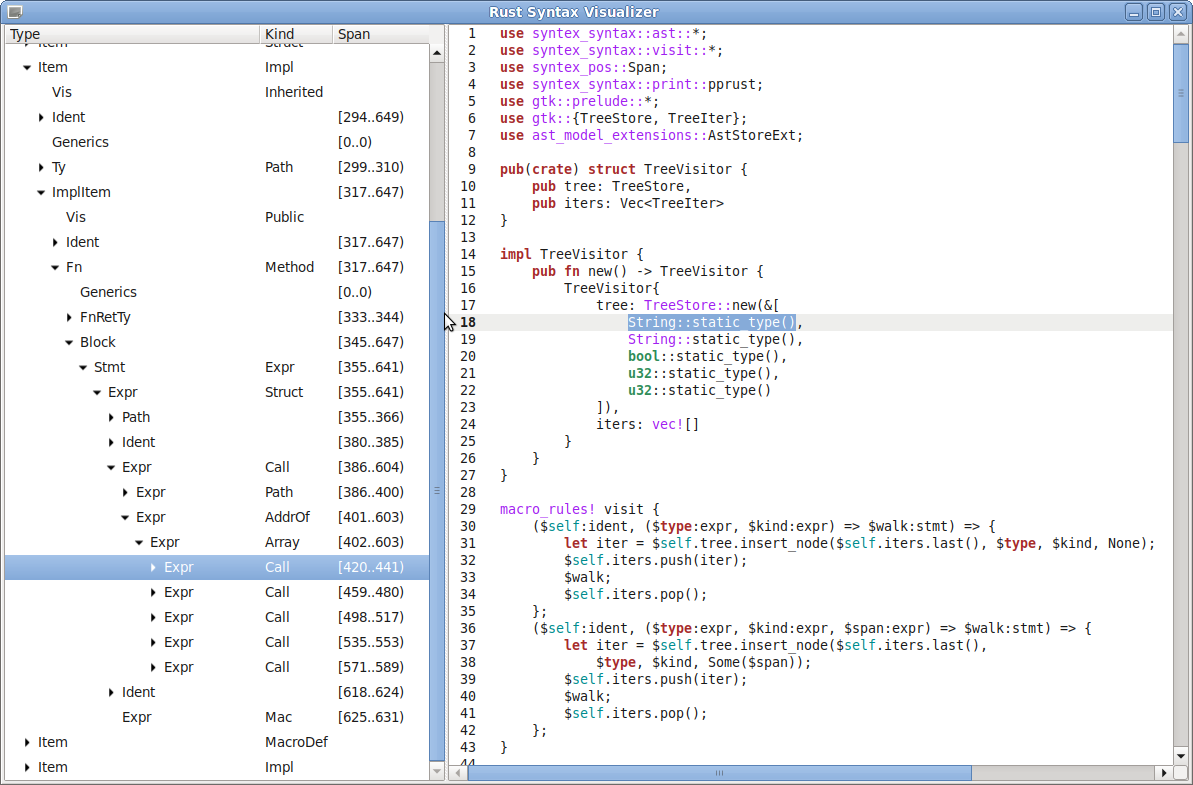 Rust Syntax Visualizer
Type Kind Span
Item Struct
Item Impl
Vis Inherited
Ident [294..649)
Generics [0..0)
Ty Path [299..310)
ImplItem [317..647)
Vis Public
Ident [317..647)
Fn Method [317..647)
Generics [0..0)
FnRetTy [333..344)
Block [345..647)
Stmt Expr [355..641)
Expr Struct [355..641)
Path [355..366)
Ident [380..385)
Expr Call [386..604)
Expr Path [386..400)
Expr AddrOf [401..603)
Expr Array [402..603)
Expr Call [420..441)
Expr Call [459..480)
Expr Call [498..517)
Expr Call [535..553)
Expr Call [571..589)
Ident [618..624)
Expr Mac [625..631)
Item MacroDef
Item Impl
1 use syntex_syntax::ast::*;
2 use syntex_syntax::visit::*;
3 use syntex_pos::Span;
4 use syntex_syntax::print::pprust;
5 use gtk::prelude::*;
6 use gtk::{TreeStore, TreeIter};
7 use ast_model_extensions::AstStoreExt;
8
9 pub(crate) struct TreeVisitor {
10 pub tree: TreeStore,
11 pub iters: Vec<TreeIter>
12 }
13
14 impl TreeVisitor {
15 pub fn new() -> TreeVisitor {
16 TreeVisitor{
17 tree: TreeStore::new(&[
18 String::static_type(),
19 String::static_type(),
20 bool::static_type(),
21 u32::static_type(),
22 u32::static_type()
23 ]),
24 iters: vec![]
25 }
26 }
27 }
28
29 macro_rules! visit {
30 ($self:ident, ($type:expr, $kind:expr) => $walk:stmt) => {
31 let iter = $self.tree.insert_node($self.iters.last(), $type, $kind, None);
32 $self.iters.push(iter);
33 $walk;
34 $self.iters.pop();
35 };
36 ($self:ident, ($type:expr, $kind:expr, $span:expr) => $walk:stmt) => {
37 let iter = $self.tree.insert_node($self.iters.last(),
38 $type, $kind, Some($span));
39 $self.iters.push(iter);
40 $walk;
41 $self.iters.pop();
42 };
43 }
44